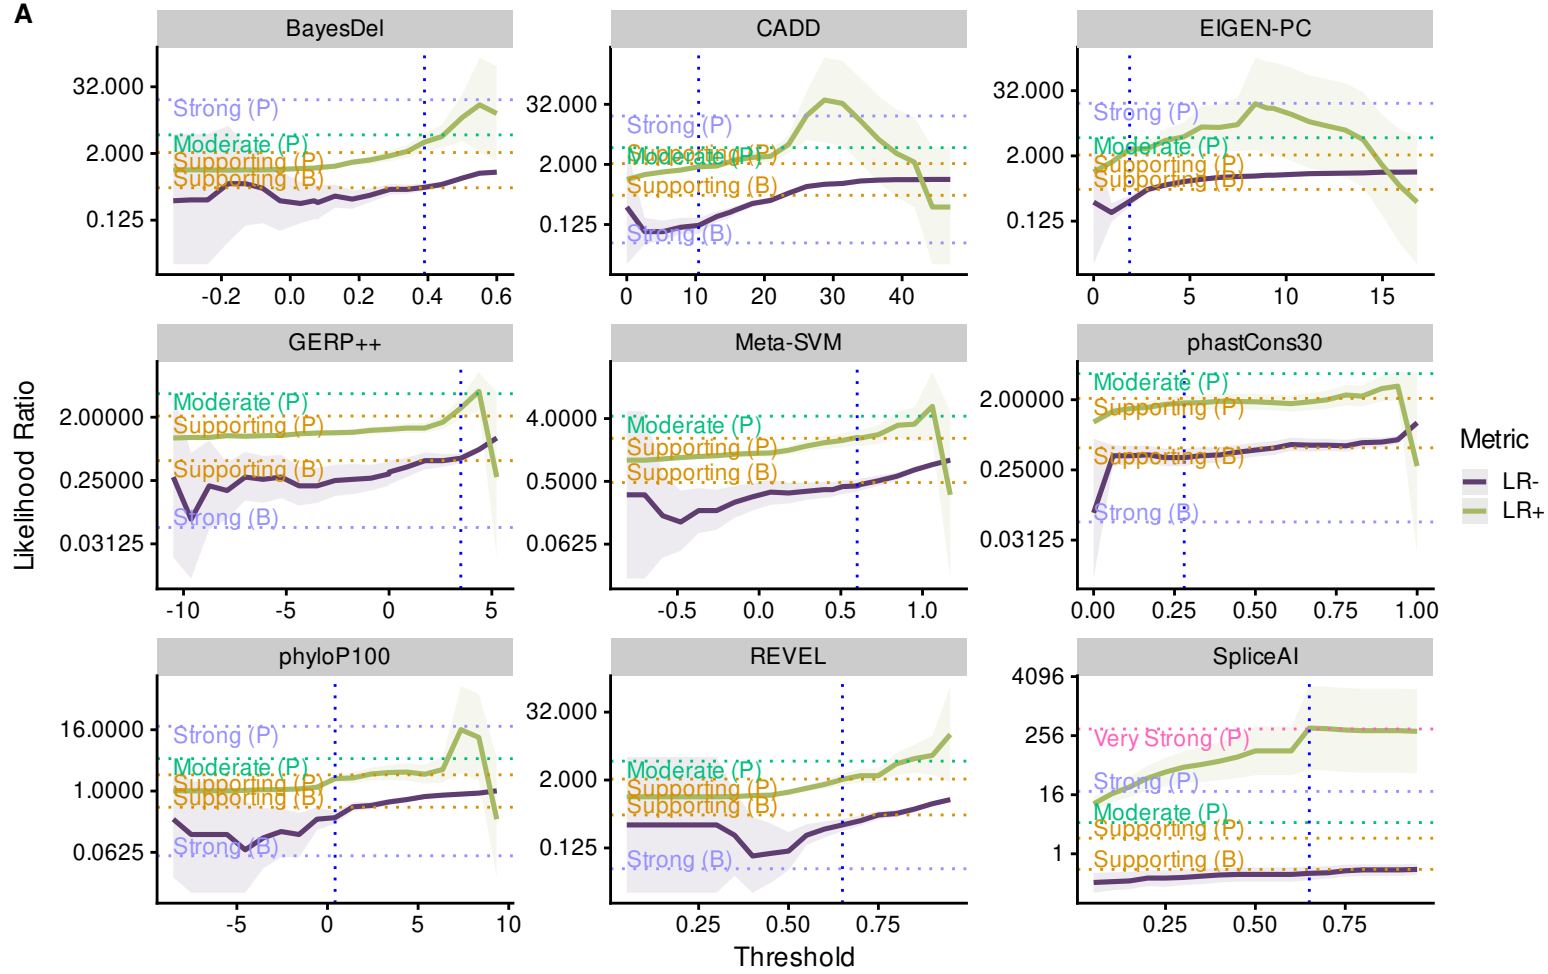 A
BayesDel
CADD
EIGEN-PC
32.000
2.000
0.125
Strong (P)
Moderate (P)
Supporting (P)
Supporting (B)
-0.2 0.0 0.2 0.4 0.6
32.000
2.000
0.125
Strong (P)
Supporting (P)
Moderate (P)
Supporting (B)
Strong (B)
0 10 20 30 40
32.000
2.000
0.125
Strong (P)
Moderate (P)
Supporting (P)
Supporting (B)
0 5 10 15
GERP++
Meta-SVM
phastCons30
Likelihood Ratio
2.00000
0.25000
0.03125
Moderate (P)
Supporting (P)
Supporting (B)
Strong (B)
-10 -5 0 5
4.0000
0.5000
0.0625
Moderate (P)
Supporting (P)
Supporting (B)
-0.5 0.0 0.5 1.0
2.00000
0.25000
0.03125
Moderate (P)
Supporting (P)
Supporting (B)
Strong (B)
0.00 0.25 0.50 0.75 1.00
Metric
LR-
LR+
phyloP100
REVEL
SpliceAI
16.0000
1.0000
0.0625
Strong (P)
Moderate (P)
Supporting (P)
Supporting (B)
Strong (B)
-5 0 5 10
32.000
2.000
0.125
Moderate (P)
Supporting (P)
Supporting (B)
Strong (B)
0.25 0.50 0.75
4096
256
16
1
Very Strong (P)
Strong (P)
Moderate (P)
Supporting (P)
Supporting (B)
0.25 0.50 0.75
Threshold